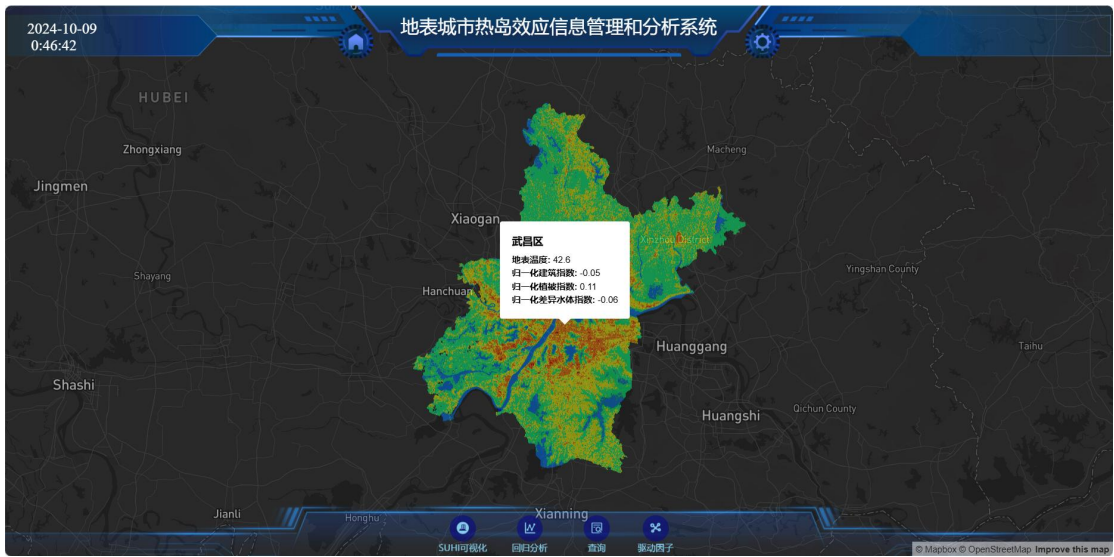 2024-10-09
0:46:42
地表城市热岛效应信息管理和分析系统
HUBEI
Zhongxiang
Macheng
Jingmen
Xiaogan
武昌区
地表温度: 42.6
归一化建筑指数: -0.05
归一化植被指数: 0.11
归一化差异水体指数: -0.06
Xinzhou District
Shayang
Yingshan County
Hanchuan
Huanggang
Taihu
Shashi
Qichun County
Huangshi
Jianli
Honghu
Xianning
SUHI可视化
回归分析
查询
驱动因子
© Mapbox © OpenStreetMap Improve this map